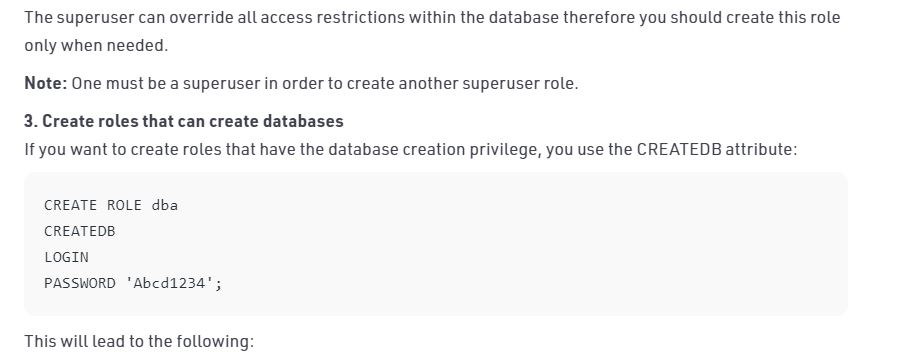 The superuser can override all access restrictions within the database therefore you should create this role
only when needed.
Note: One must be a superuser in order to create another superuser role.
3. Create roles that can create databases
If you want to create roles that have the database creation privilege, you use the CREATEDB attribute:
CREATE ROLE dba
CREATEDB
LOGIN
PASSWORD 'Abcd1234';
This will lead to the following: